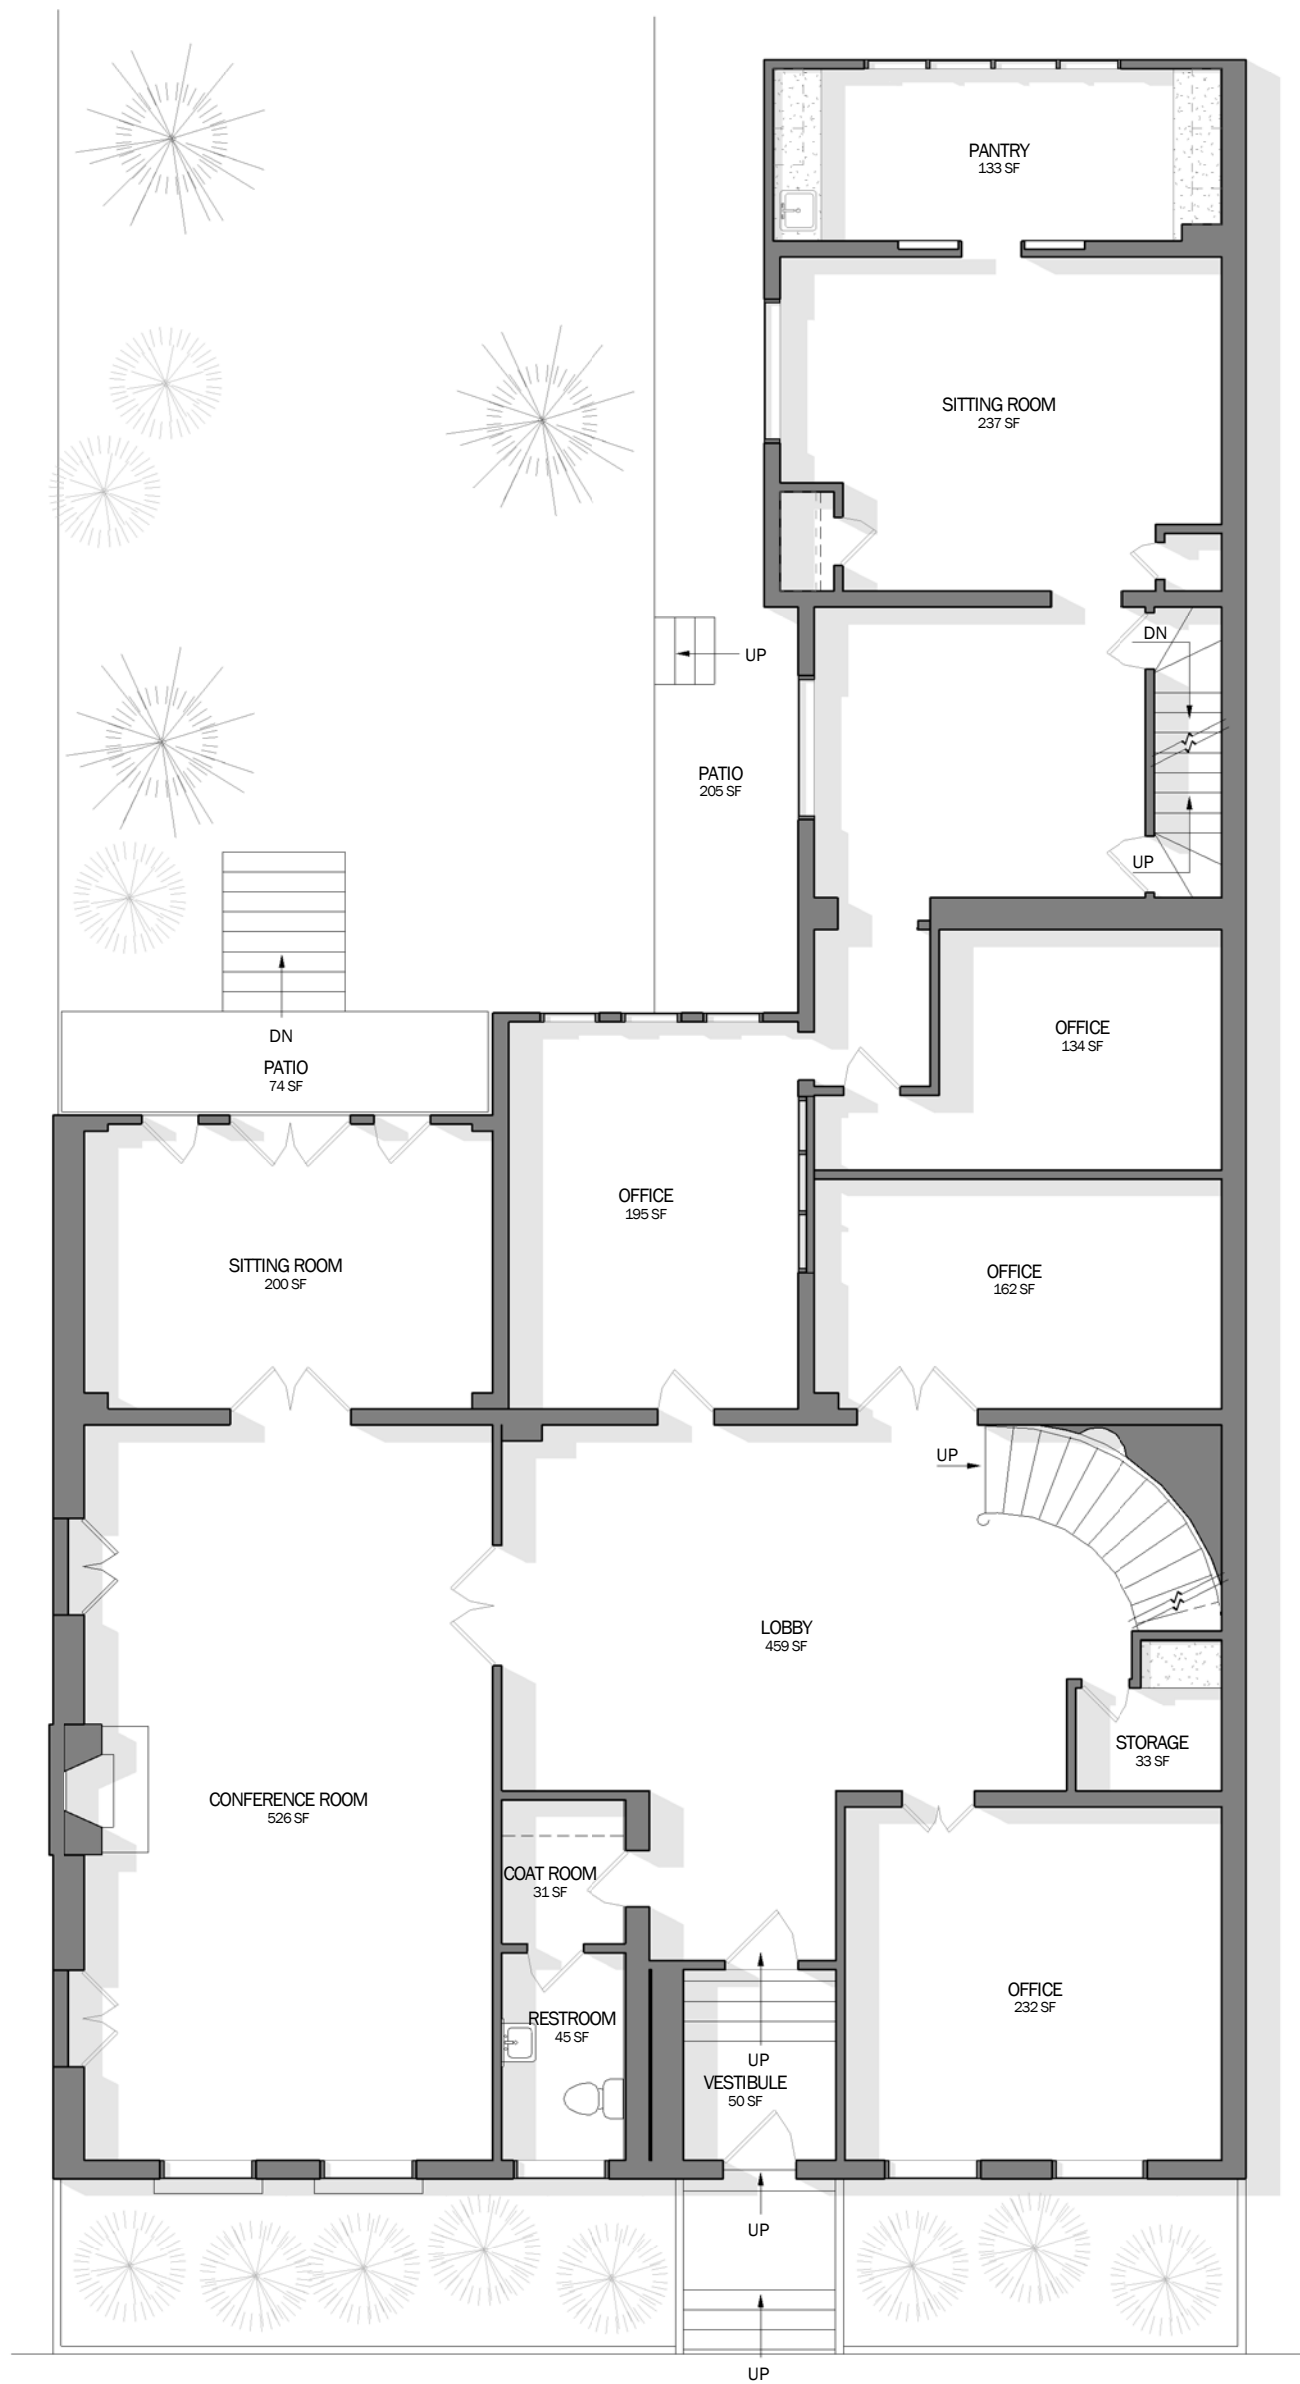 PANTRY
133 SF
SITTING ROOM
237 SF
DN
UP
PATIO
205 SF
UP
DN
PATIO
74 SF
OFFICE
134 SF
OFFICE
195 SF
SITTING ROOM
200 SF
OFFICE
162 SF
UP
LOBBY
459 SF
STORAGE
33 SF
CONFERENCE ROOM
526 SF
COAT ROOM
31 SF
OFFICE
232 SF
RESTROOM
45 SF
UP
VESTIBULE
50 SF
UP
UP